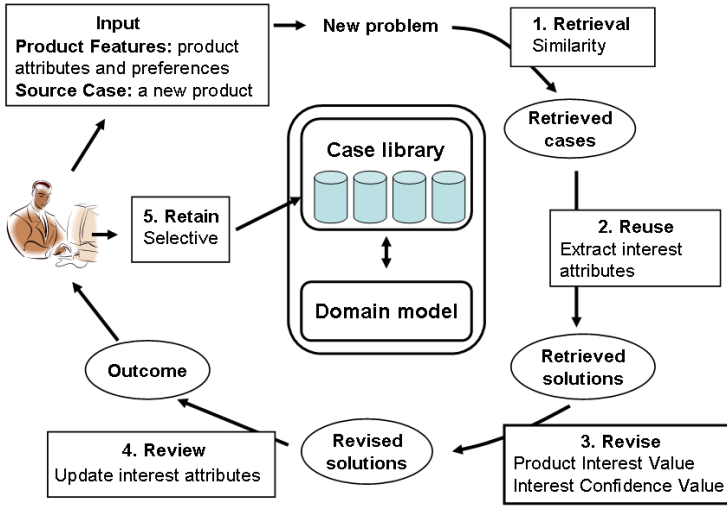 Input
Product Features: product
attributes and preferences
Source Case: a new product
New problem
1. Retrieval
Similarity
Retrieved
cases
Case library
5. Retain
Selective
2. Reuse
Extract interest
attributes
Domain model
Outcome
Retrieved
solutions
4. Review
Update interest attributes
Revised
solutions
3. Revise
Product Interest Value
Interest Confidence Value